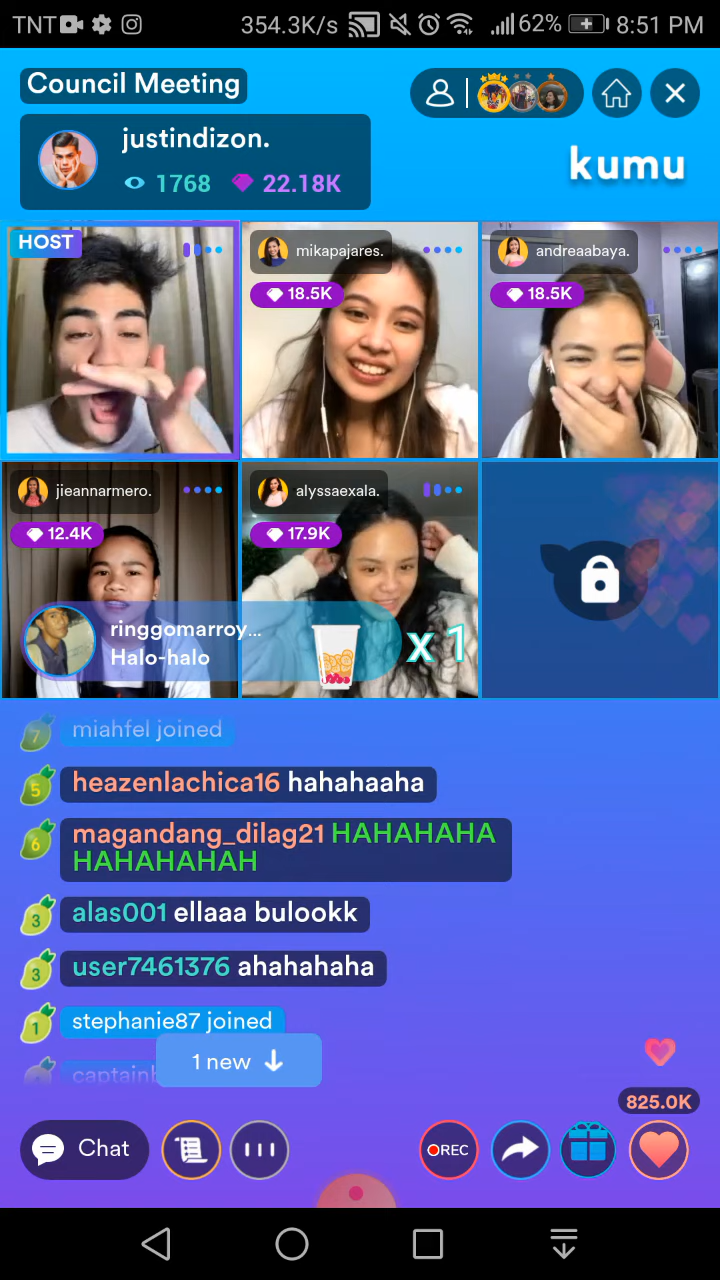 TNT 354.3K/s 62% 8:51 PM
Council Meeting
justindizon.
1768 22.18K
kumu
HOST
mikapajares.
18.5K
andreaabaya.
18.5K
jieannarmero.
12.4K
alyssaexala.
17.9K
ringgomarroy...
Halo-halo
x 1
7 miahfel joined
5 heazenlachica16 hahahaaha
6 magandang_dilag21 HAHAHAHA
HAHAHAHAH
3 alas001 ellaaa bulookk
3 user7461376 ahahahaha
1 stephanie87 joined
1 new
825.0K
Chat
REC